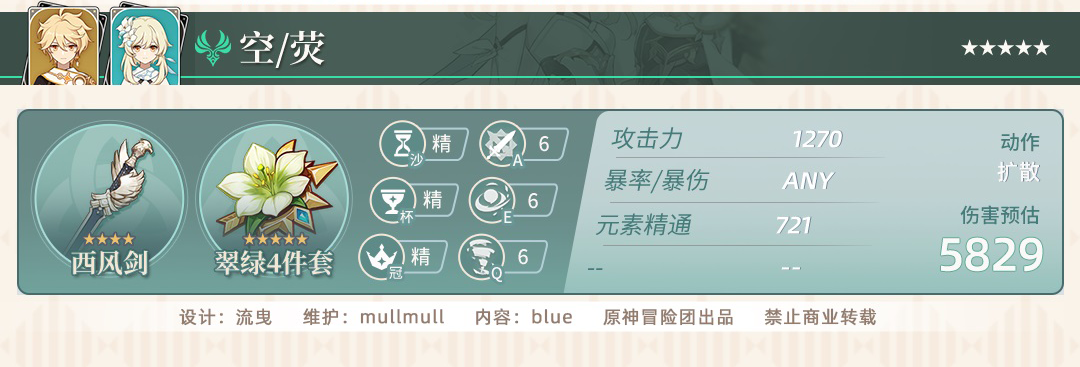 空/荧
★★★★★
沙 精
A 6
杯 精
E 6
冠 精
Q 6
★★★★
西风剑
★★★★★
翠绿4件套
攻击力 1270
暴率/暴伤 ANY
元素精通 721
-- --
动作
扩散
伤害预估
5829
设计：流曳 维护：mullmull 内容：blue 原神冒险团出品 禁止商业转载